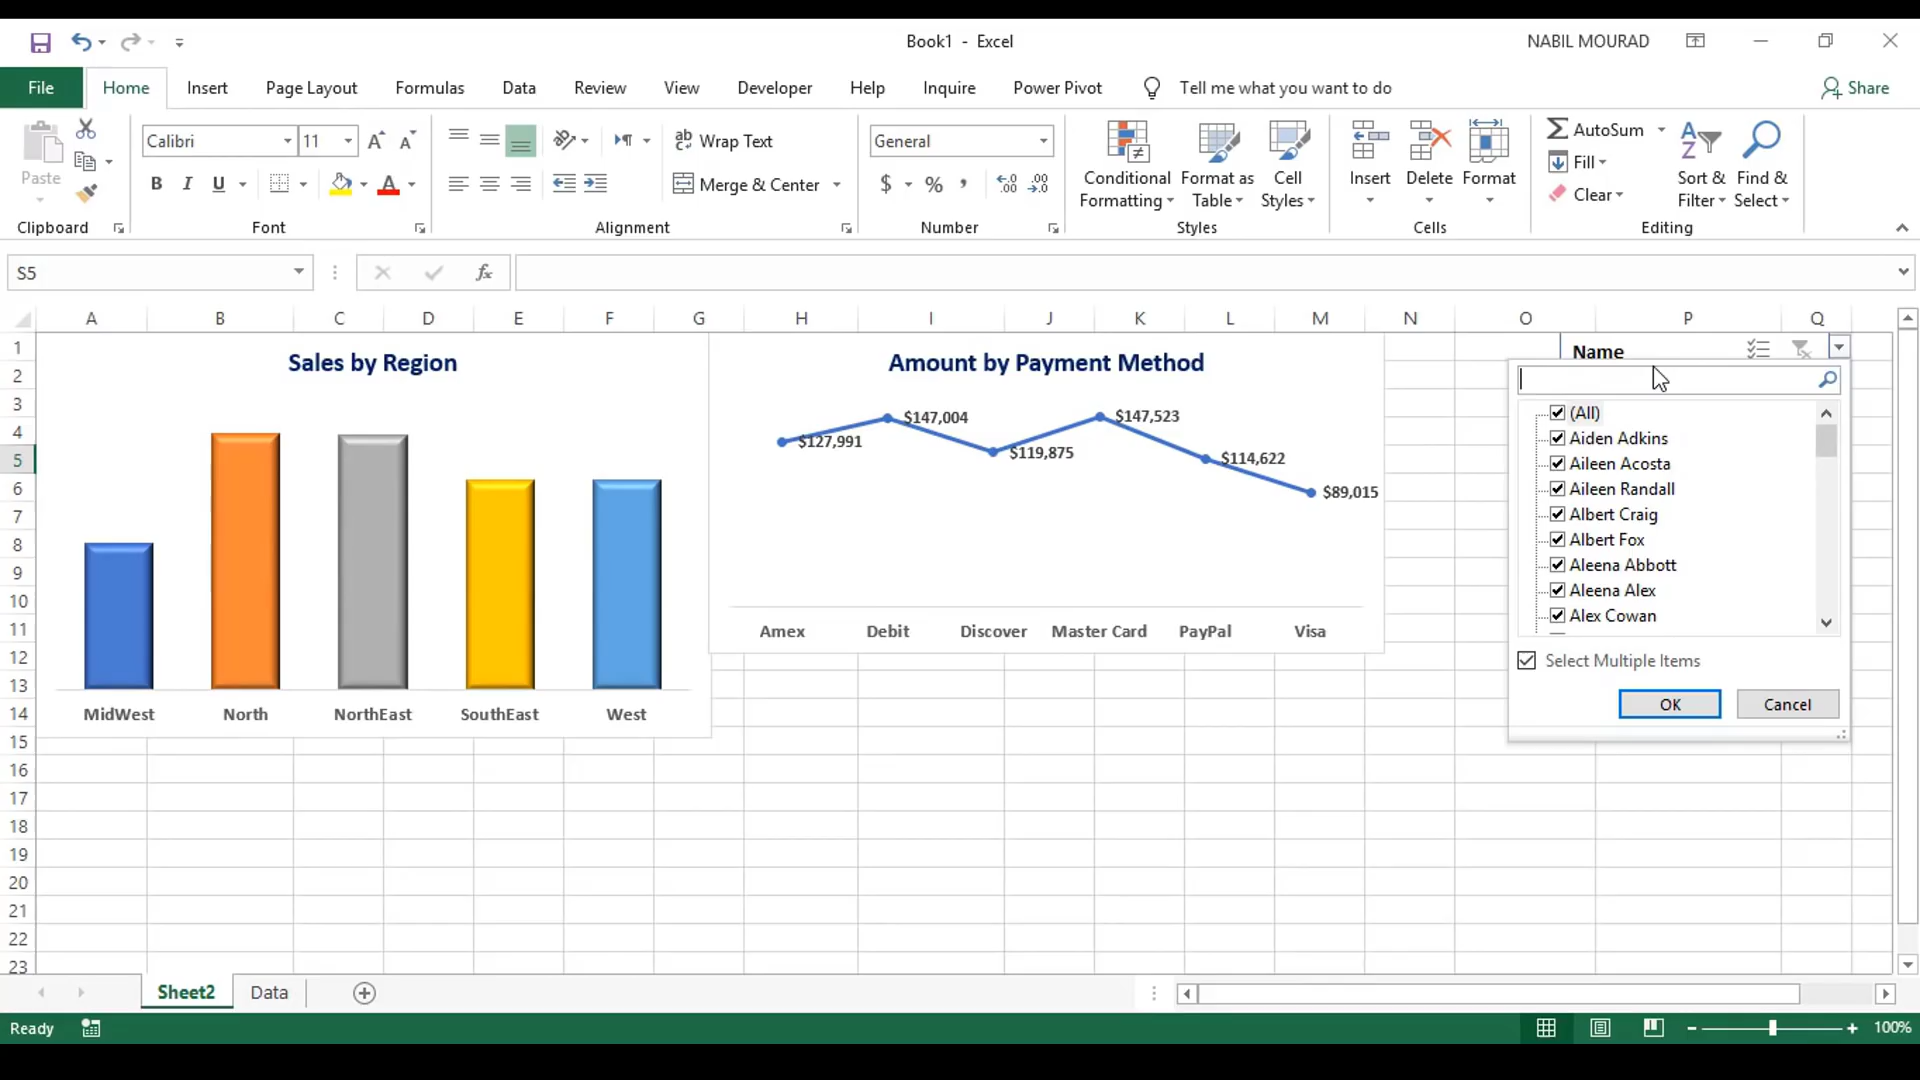 Book1 - Excel
NABIL MOURAD
File Home Insert Page Layout Formulas Data Review View Developer Help Inquire Power Pivot Tell me what you want to do Share
Paste
Calibri 11
B I U
Wrap Text
Merge & Center
General
$ % ,
Conditional Formatting
Format as Table
Cell Styles
Insert Delete Format
AutoSum
Fill
Clear
Sort & Filter
Find & Select
Clipboard Font Alignment Number Styles Cells Editing
S5
fx
A B C D E F G H I J K L M N O P Q
1
2
3
4
5
6
7
8
9
10
11
12
13
14
15
16
17
18
19
20
21
22
23
Sales by Region
MidWest North NorthEast SouthEast West
Amount by Payment Method
$127,991 $147,004 $119,875 $147,523 $114,622 $89,015
Amex Debit Discover Master Card PayPal Visa
Name
(All)
Aiden Adkins
Aileen Acosta
Aileen Randall
Albert Craig
Albert Fox
Aleena Abbott
Aleena Alex
Alex Cowan
Select Multiple Items
OK Cancel
Sheet2 Data
Ready
100%